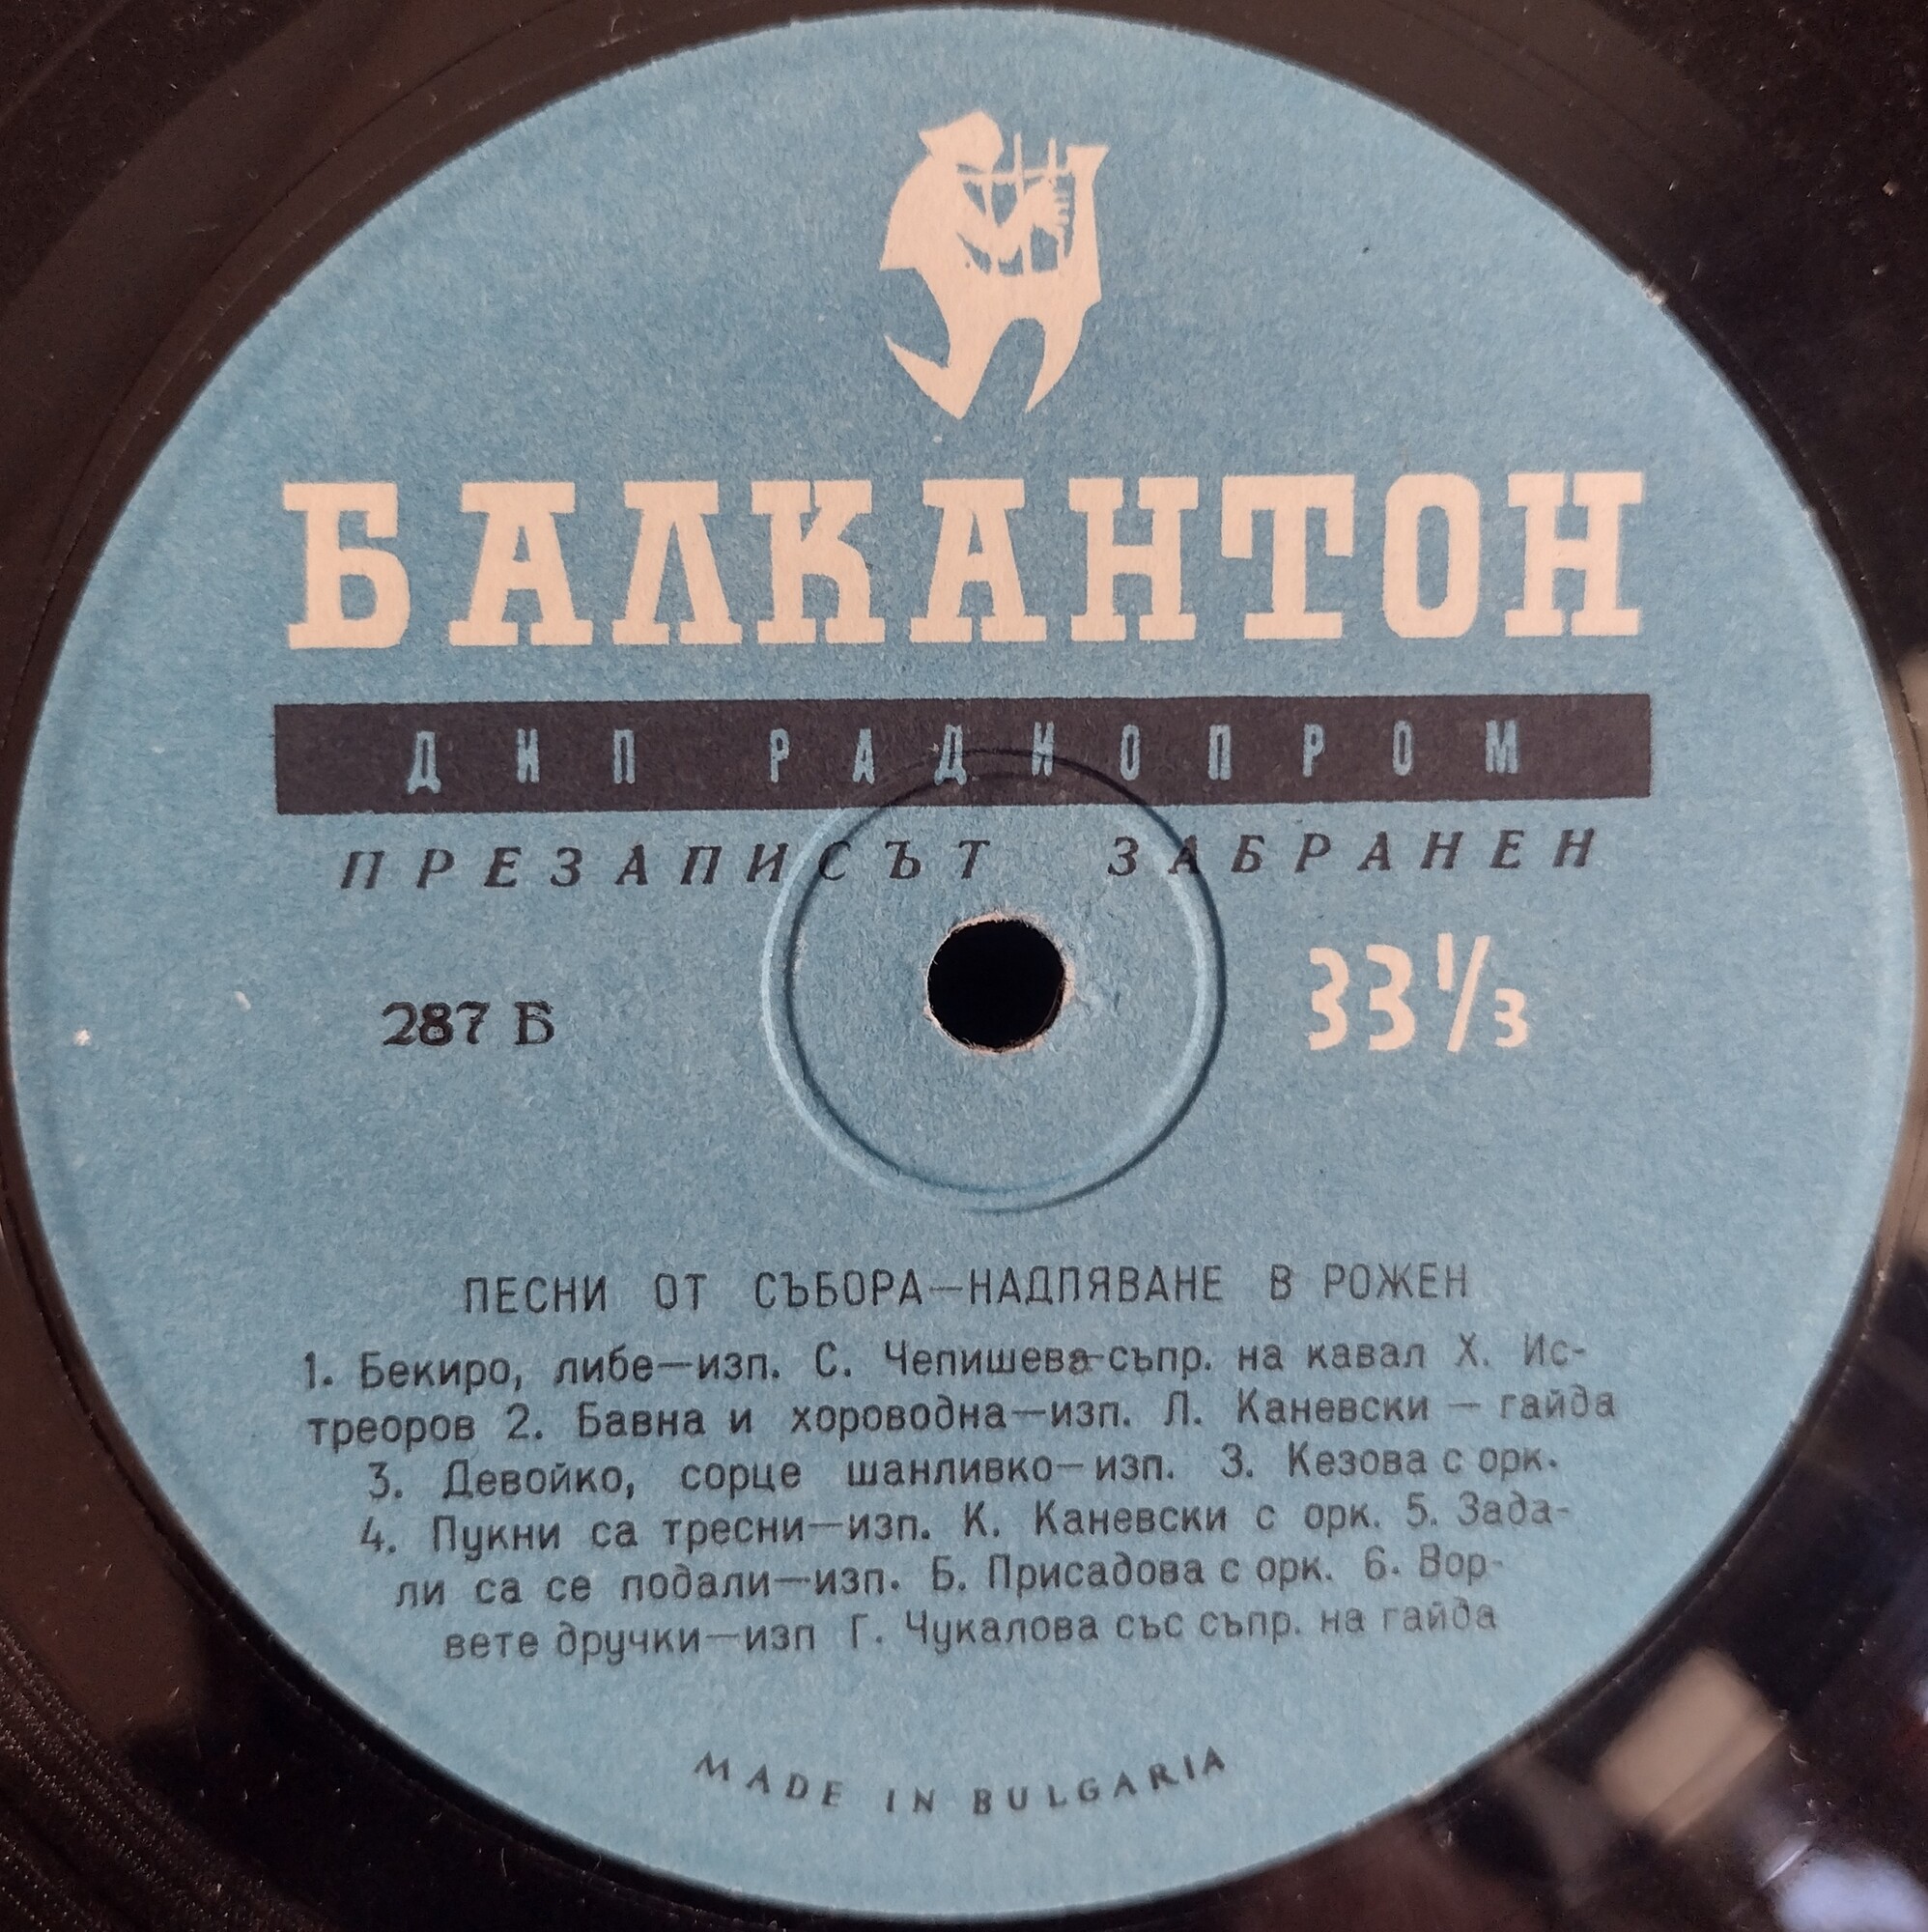 БАЛКАНТОН
ДИП РАДИОПРОМ
ПРЕЗАПИСЪТ ЗАБРАНЕН
287 Б
33 1/3
ПЕСНИ ОТ СЪБОРА—НАДПЯВАНЕ В РОЖЕН
1. Бекиро, либе—изп. С. Чепишева-съпр. на кавал Х. Ис-
треоров 2. Бавна и хороводна—изп. Л. Каневски — гайда
3. Девойко, сорце шанливко—изп. З. Кезова с орк.
4. Пукни са тресни—изп. К. Каневски с орк. 5. Зада-
ли са се подали—изп. Б. Присадова с орк. 6. Вор-
вете дручки—изп Г. Чукалова със съпр. на гайда
MADE IN BULGARIA